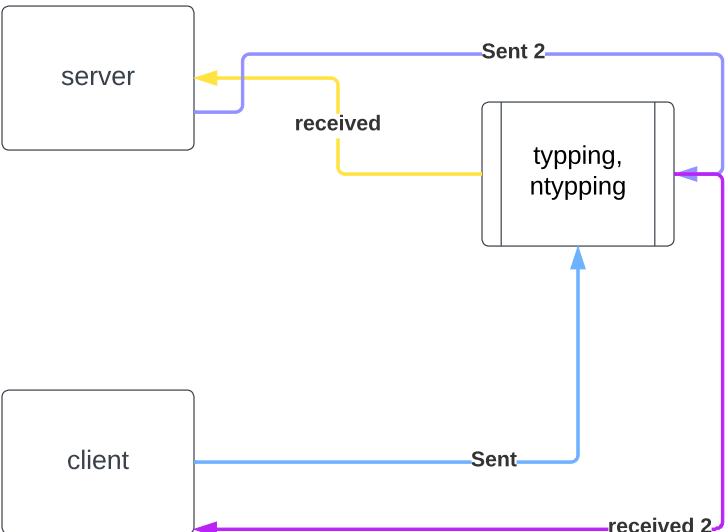 Sent 2
server
received
typping,
ntypping
client
Sent
received 2